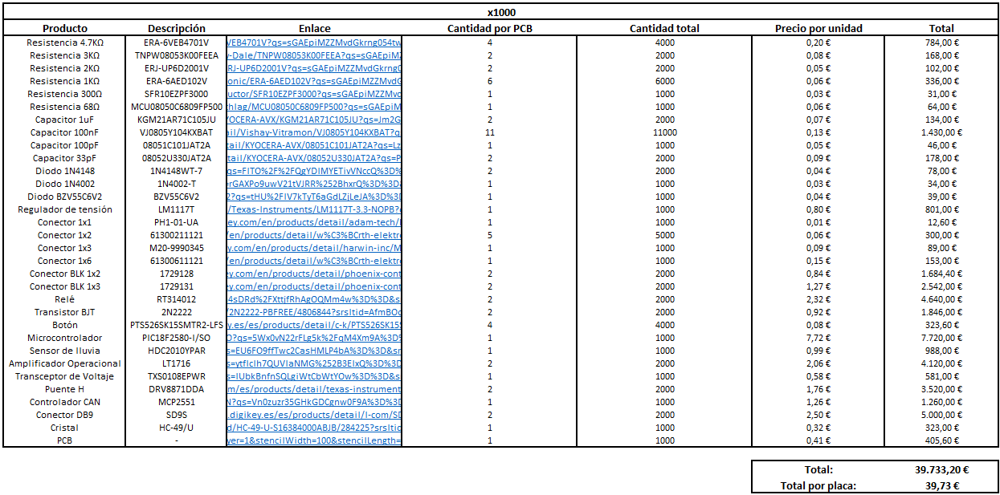 x1000
Producto Descripción Enlace Cantidad por PCB Cantidad total Precio por unidad Total
Resistencia 4.7KΩ ERA-6VEB4701V VEB4701V?qs=sGAEpiMZZMvdGkrng054tw 4 4000 0,20 € 784,00 €
Resistencia 3KΩ TNPW08053K00FEEA y-Dale/TNPW08053K00FEEA?qs=sGAEpiMZ 2 2000 0,08 € 168,00 €
Resistencia 2KΩ ERJ-UP6D2001V RJ-UP6D2001V?qs=sGAEpiMZZMvdGkrng0 2 2000 0,05 € 102,00 €
Resistencia 1KΩ ERA-6AED102V onic/ERA-6AED102V?qs=sGAEpiMZZMvdG 6 6000 0,06 € 336,00 €
Resistencia 300Ω SFR10EZPF3000 uctor/SFR10EZPF3000?qs=sGAEpiMZZMvd 1 1000 0,03 € 31,00 €
Resistencia 68Ω MCU08050C6809FP500 chlag/MCU08050C6809FP500?qs=sGAEpiM 1 1000 0,06 € 64,00 €
Capacitor 1uF KGM21AR71C105JU YOCERA-AVX/KGM21AR71C105JU?qs=Jm2G 2 2000 0,07 € 134,00 €
Capacitor 100nF VJ0805Y104KXBAT ail/Vishay-Vitramon/VJ0805Y104KXBAT?q 11 11000 0,13 € 1.430,00 €
Capacitor 100pF 08051C101JAT2A tail/KYOCERA-AVX/08051C101JAT2A?qs=Lz 1 1000 0,05 € 46,00 €
Capacitor 33pF 08052U330JAT2A tail/KYOCERA-AVX/08052U330JAT2A?qs=P 2 2000 0,09 € 178,00 €
Diodo 1N4148 1N4148WT-7 qs=FITO%2F%2FQgYDIMYETivVNccQ%3D% 2 2000 0,04 € 78,00 €
Diodo 1N4002 1N4002-T =rGAXPo9uwV21tVJRR%252BhxrQ%3D%3D 1 1000 0,03 € 34,00 €
Diodo BZV55C6V2 BZV55C6V2 2?qs=tHU%2FIV7kTyT6aGdLZjLeJA%3D%3D 1 1000 0,04 € 39,00 €
Regulador de tensión LM1117T /Texas-Instruments/LM1117T-3.3-NOPB? 1 1000 0,80 € 801,00 €
Conector 1x1 PH1-01-UA ey.com/en/products/detail/adam-tech/ 1 1000 0,01 € 12,60 €
Conector 1x2 61300211121 /en/products/detail/w%C3%BCrth-elektr 5 5000 0,06 € 300,00 €
Conector 1x3 M20-9990345 y.com/en/products/detail/harwin-inc/M 1 1000 0,09 € 89,00 €
Conector 1x6 61300611121 /en/products/detail/w%C3%BCrth-elektr 1 1000 0,15 € 153,00 €
Conector BLK 1x2 1729128 ey.com/en/products/detail/phoenix-cont 2 2000 0,84 € 1.684,40 €
Conector BLK 1x3 1729131 ey.com/en/products/detail/phoenix-cont 2 2000 1,27 € 2.542,00 €
Relé RT314012 4sDRd%2FXttjfRhAgOQMm4w%3D%3D&s 2 2000 2,32 € 4.640,00 €
Transistor BJT 2N2222 /2N2222-PBFREE/4806844?srsltid=AfmBOo 2 2000 0,92 € 1.846,00 €
Botón PTS526SK15SMTR2-LFS y.es/es/products/detail/c-k/PTS526SK15 4 4000 0,08 € 323,60 €
Microcontrolador PIC18F2580-I/SO O?qs=5Wx0vN22rFLg5k%2FqM4Xm9A%3D% 1 1000 7,72 € 7.720,00 €
Sensor de lluvia HDC2010YPAR s=EU6FO9ffTwc2CasHMLP4bA%3D%3D&sr 1 1000 0,99 € 988,00 €
Amplificador Operacional LT1716 s=ytflclh7QUVIaNMG%252B3EIxQ%3D%3D 2 2000 2,06 € 4.120,00 €
Transceptor de Voltaje TXS0108EPWR s=IUbkBnfnSQLgiWtCbWtYOw%3D%3D&s 1 1000 0,58 € 581,00 €
Puente H DRV8871DDA m/es/products/detail/texas-instrument 2 2000 1,76 € 3.520,00 €
Controlador CAN MCP2551 N?qs=Vn0zuzr35GHkGDCgnw0F9A%3D%3D 1 1000 1,26 € 1.260,00 €
Conector DB9 SD9S .digikey.es/es/products/detail/l-com/SD 2 2000 2,50 € 5.000,00 €
Cristal HC-49/U d/HC-49-U-S16384000ABJB/284225?srsltid 1 1000 0,32 € 323,00 €
PCB - yer=1&stencilWidth=100&stencilLength= 1 1000 0,41 € 405,60 €
Total: 39.733,20 €
Total por placa: 39,73 €